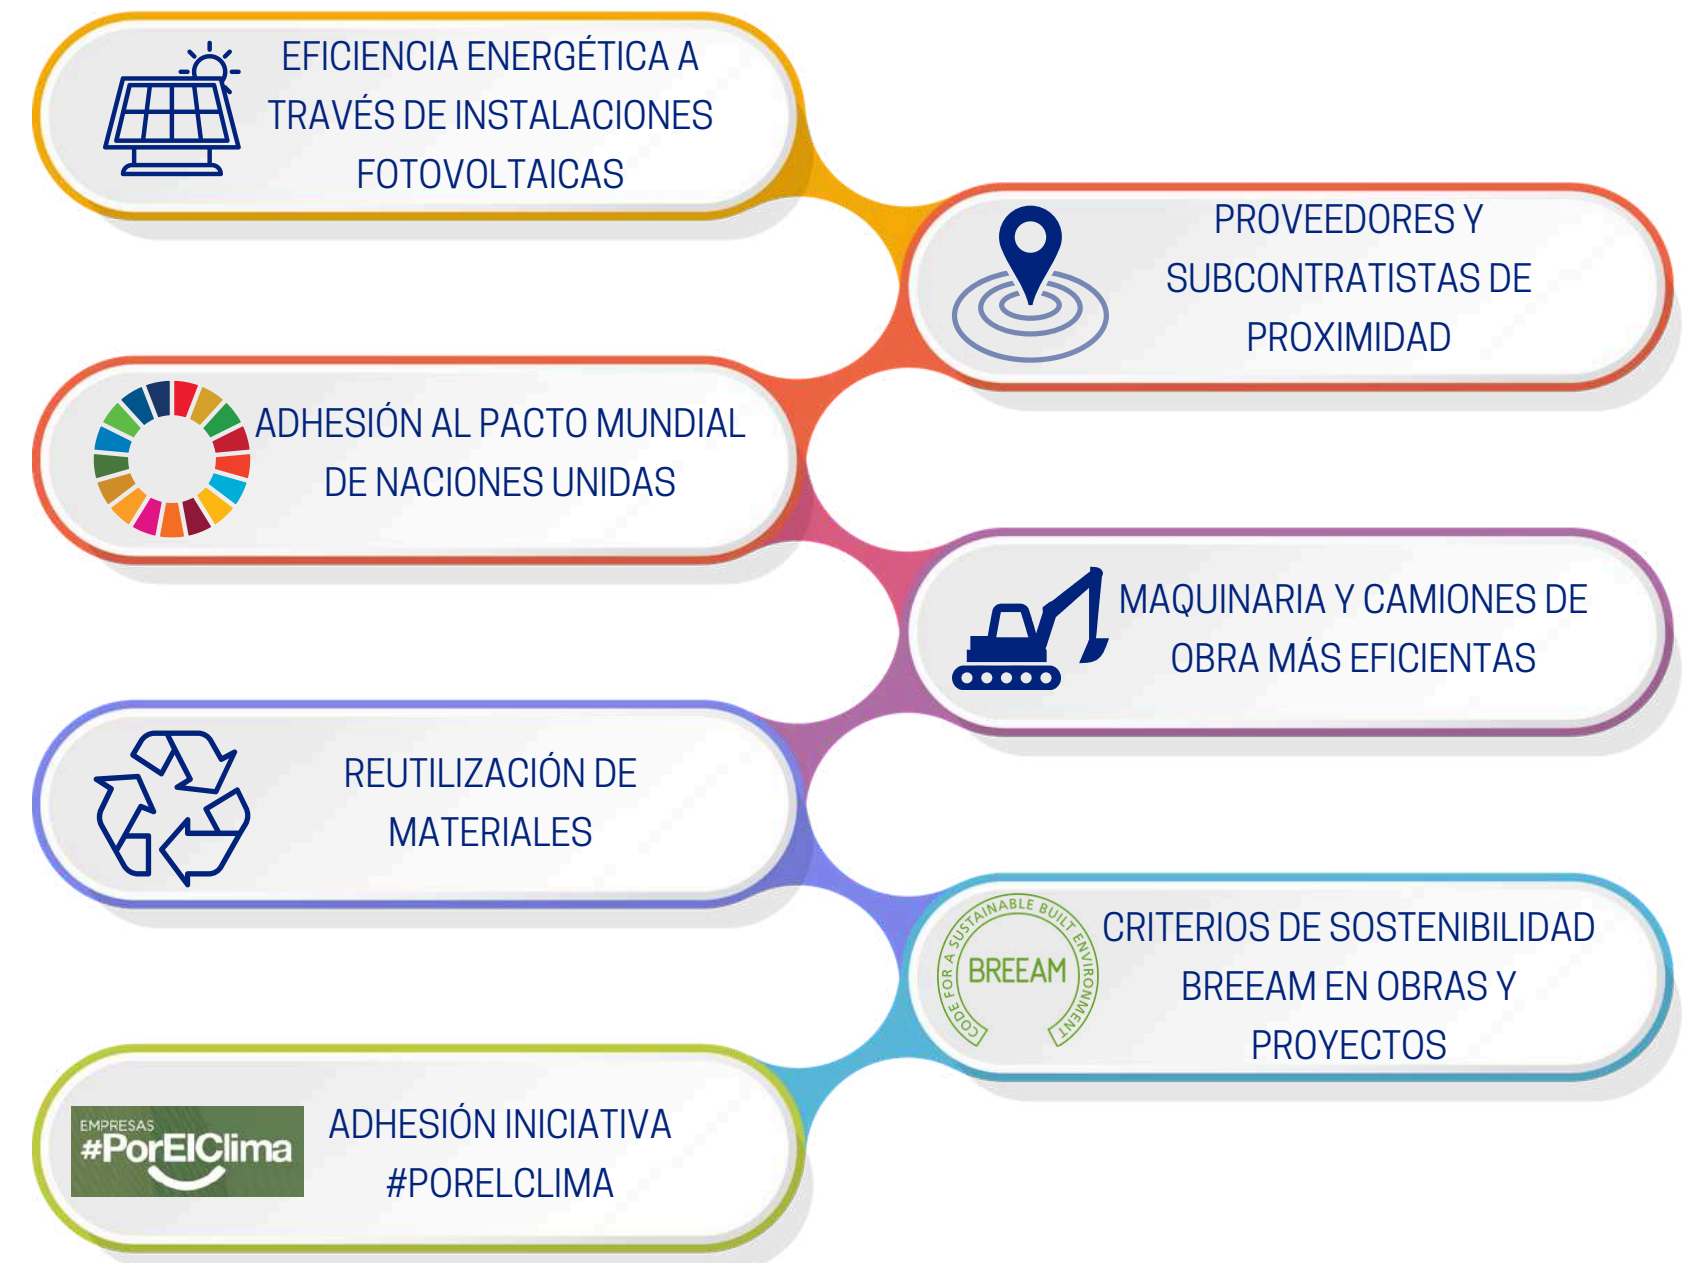 EFICIENCIA ENERGÉTICA A
TRAVÉS DE INSTALACIONES
FOTOVOLTAICAS
PROVEEDORES Y
SUBCONTRATISTAS DE
PROXIMIDAD
ADHESIÓN AL PACTO MUNDIAL
DE NACIONES UNIDAS
MAQUINARIA Y CAMIONES DE
OBRA MÁS EFICIENTAS
REUTILIZACIÓN DE
MATERIALES
CODE FOR A SUSTAINABLE BUILT ENVIRONMENT
BREEAM
CRITERIOS DE SOSTENIBILIDAD
BREEAM EN OBRAS Y
PROYECTOS
EMPRESAS
#PorElClima
ADHESIÓN INICIATIVA
#PORELCLIMA